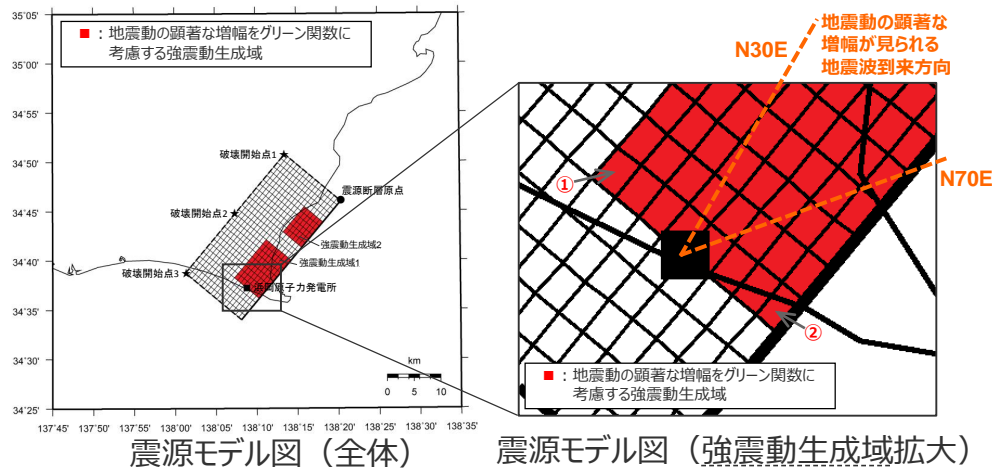 35°05'
35°00'
34°55'
34°50'
34°45'
34°40'
34°35'
34°30'
34°25'
137°45'
137°50'
137°55'
138°00'
138°05'
138°10'
138°15'
138°20'
138°25'
138°30'
138°35'
■：地震動の顕著な増幅をグリーン関数に
考慮する強震動生成域
破壊開始点1
震源断層原点
破壊開始点2
強震動生成域2
強震動生成域1
破壊開始点3
浜岡原子力発電所
km
0 5 10
震源モデル図（全体）
地震動の顕著な
増幅が見られる
地震波到来方向
N30E
N70E
①
②
■：地震動の顕著な増幅をグリーン関数に
考慮する強震動生成域
震源モデル図（強震動生成域拡大）